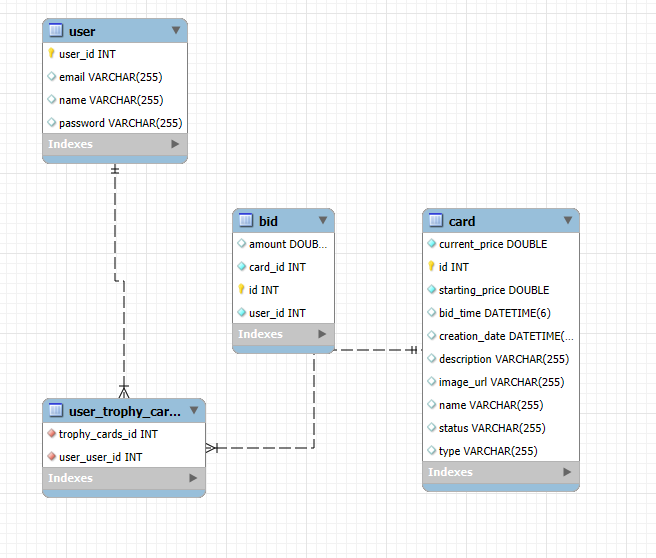 user
user_id INT
email VARCHAR(255)
name VARCHAR(255)
password VARCHAR(255)
Indexes
bid
amount DOUB...
card_id INT
id INT
user_id INT
Indexes
card
current_price DOUBLE
id INT
starting_price DOUBLE
bid_time DATETIME(6)
creation_date DATETIME(...
description VARCHAR(255)
image_url VARCHAR(255)
name VARCHAR(255)
status VARCHAR(255)
type VARCHAR(255)
Indexes
user_trophy_car...
trophy_cards_id INT
user_user_id INT
Indexes